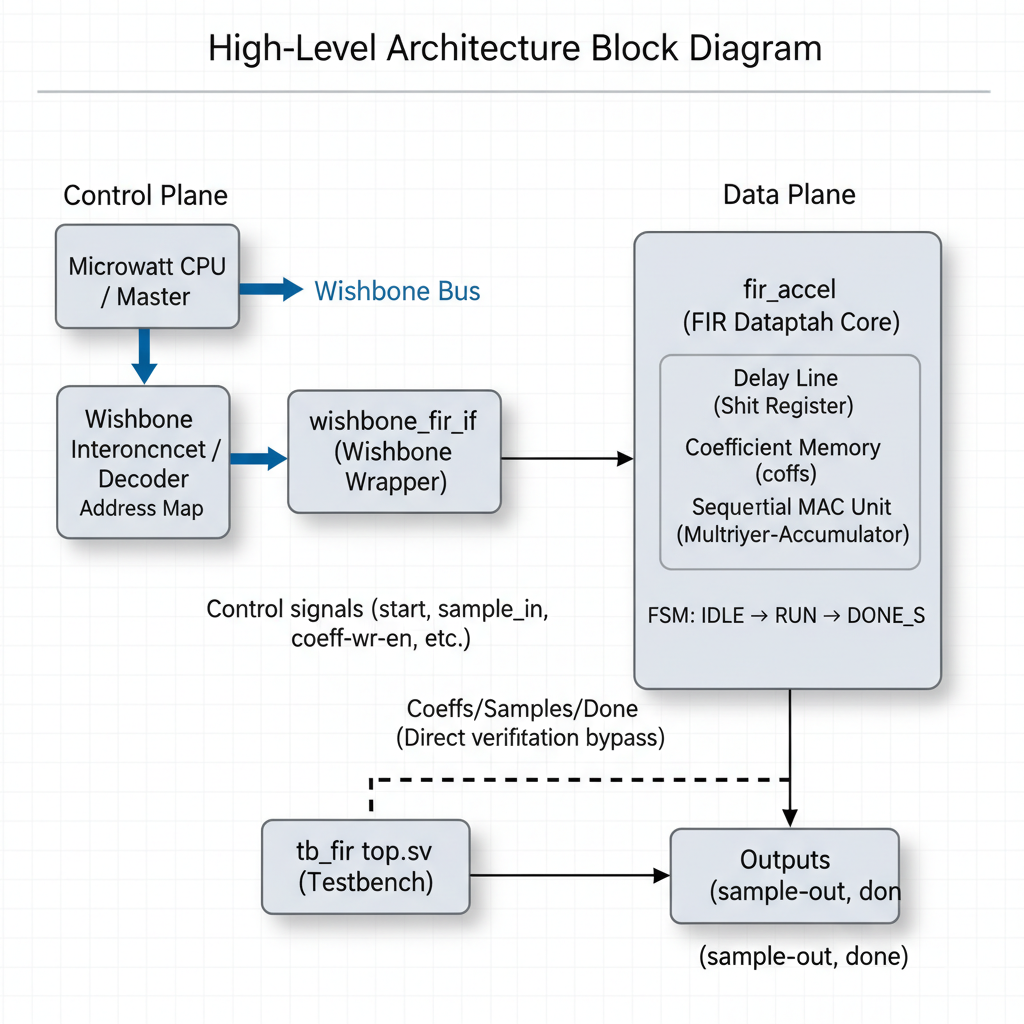 High-Level Architecture Block Diagram
Control Plane
Data Plane
Microwatt CPU
/ Master
Wishbone Bus
Wishbone
Interoncncet /
Decoder
Address Map
wishbone_fir_if
(Wishbone
Wrapper)
fir_accel
(FIR Dataptah Core)
Delay Line
(Shit Register)
Coefficient Memory
(coffs)
Sequertial MAC Unit
(Multriyer-Accumulator)
FSM: IDLE → RUN → DONE_S
Control signals (start, sample_in,
coeff-wr-en, etc.)
Coeffs/Samples/Done
(Direct verifitation bypass)
tb_fir top.sv
(Testbench)
Outputs
(sample-out, don
(sample-out, done)